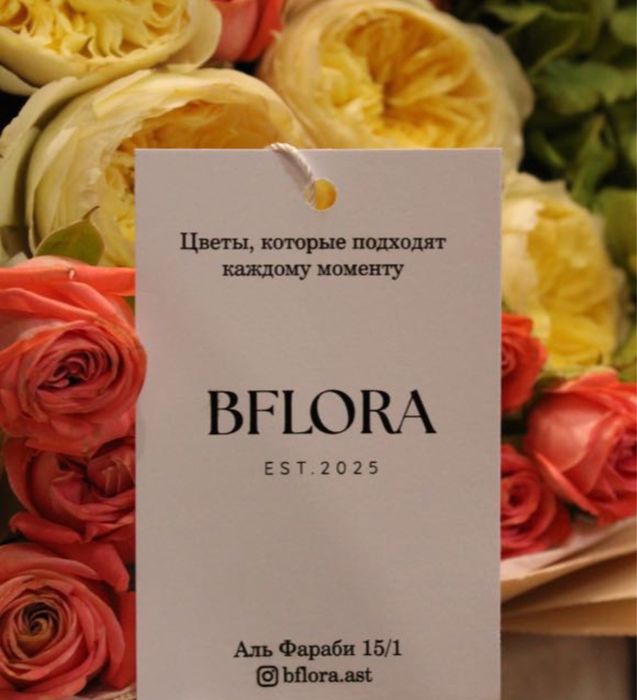 Цветы, которые подходят
каждому моменту
BFLORA
EST.2025
Аль Фараби 15/1
bflora.ast